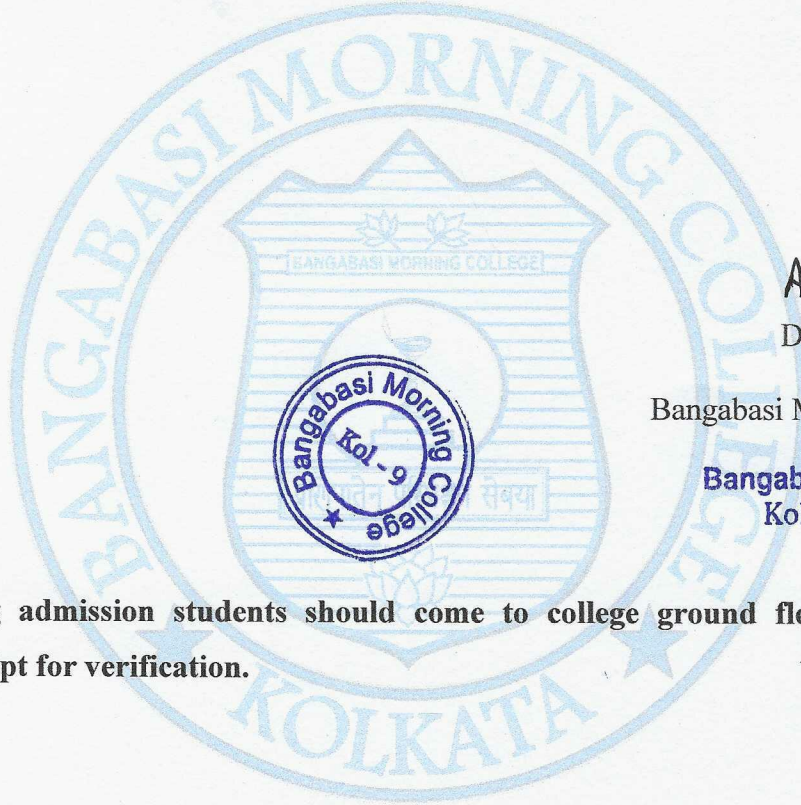 BANGABASI MORNING COLLEGE
KOLKATA
BANGABASI MORNING COLLEGE
सेवया
Bangabasi Morning College
Kol - 9
A
D
Bangabasi M
Bangab
Ko
admission students should come to college ground fl
pt for verification.